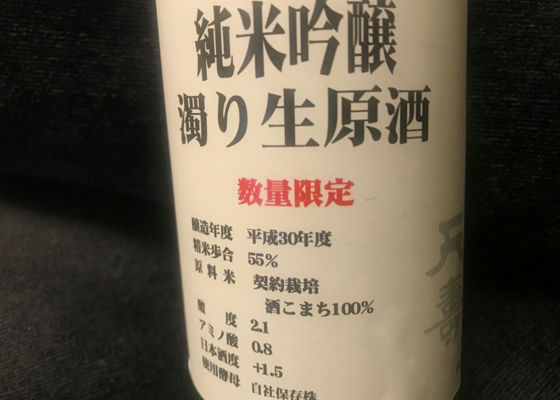 純米吟醸
濁り生原酒
数量限定
醸造年度 平成30年度
精米歩合 55%
原料米 契約栽培
酒こまち100%
酸度 2.1
アミノ酸 0.8
日本酒度 +1.5
使用酵母 自社保存株
天壽